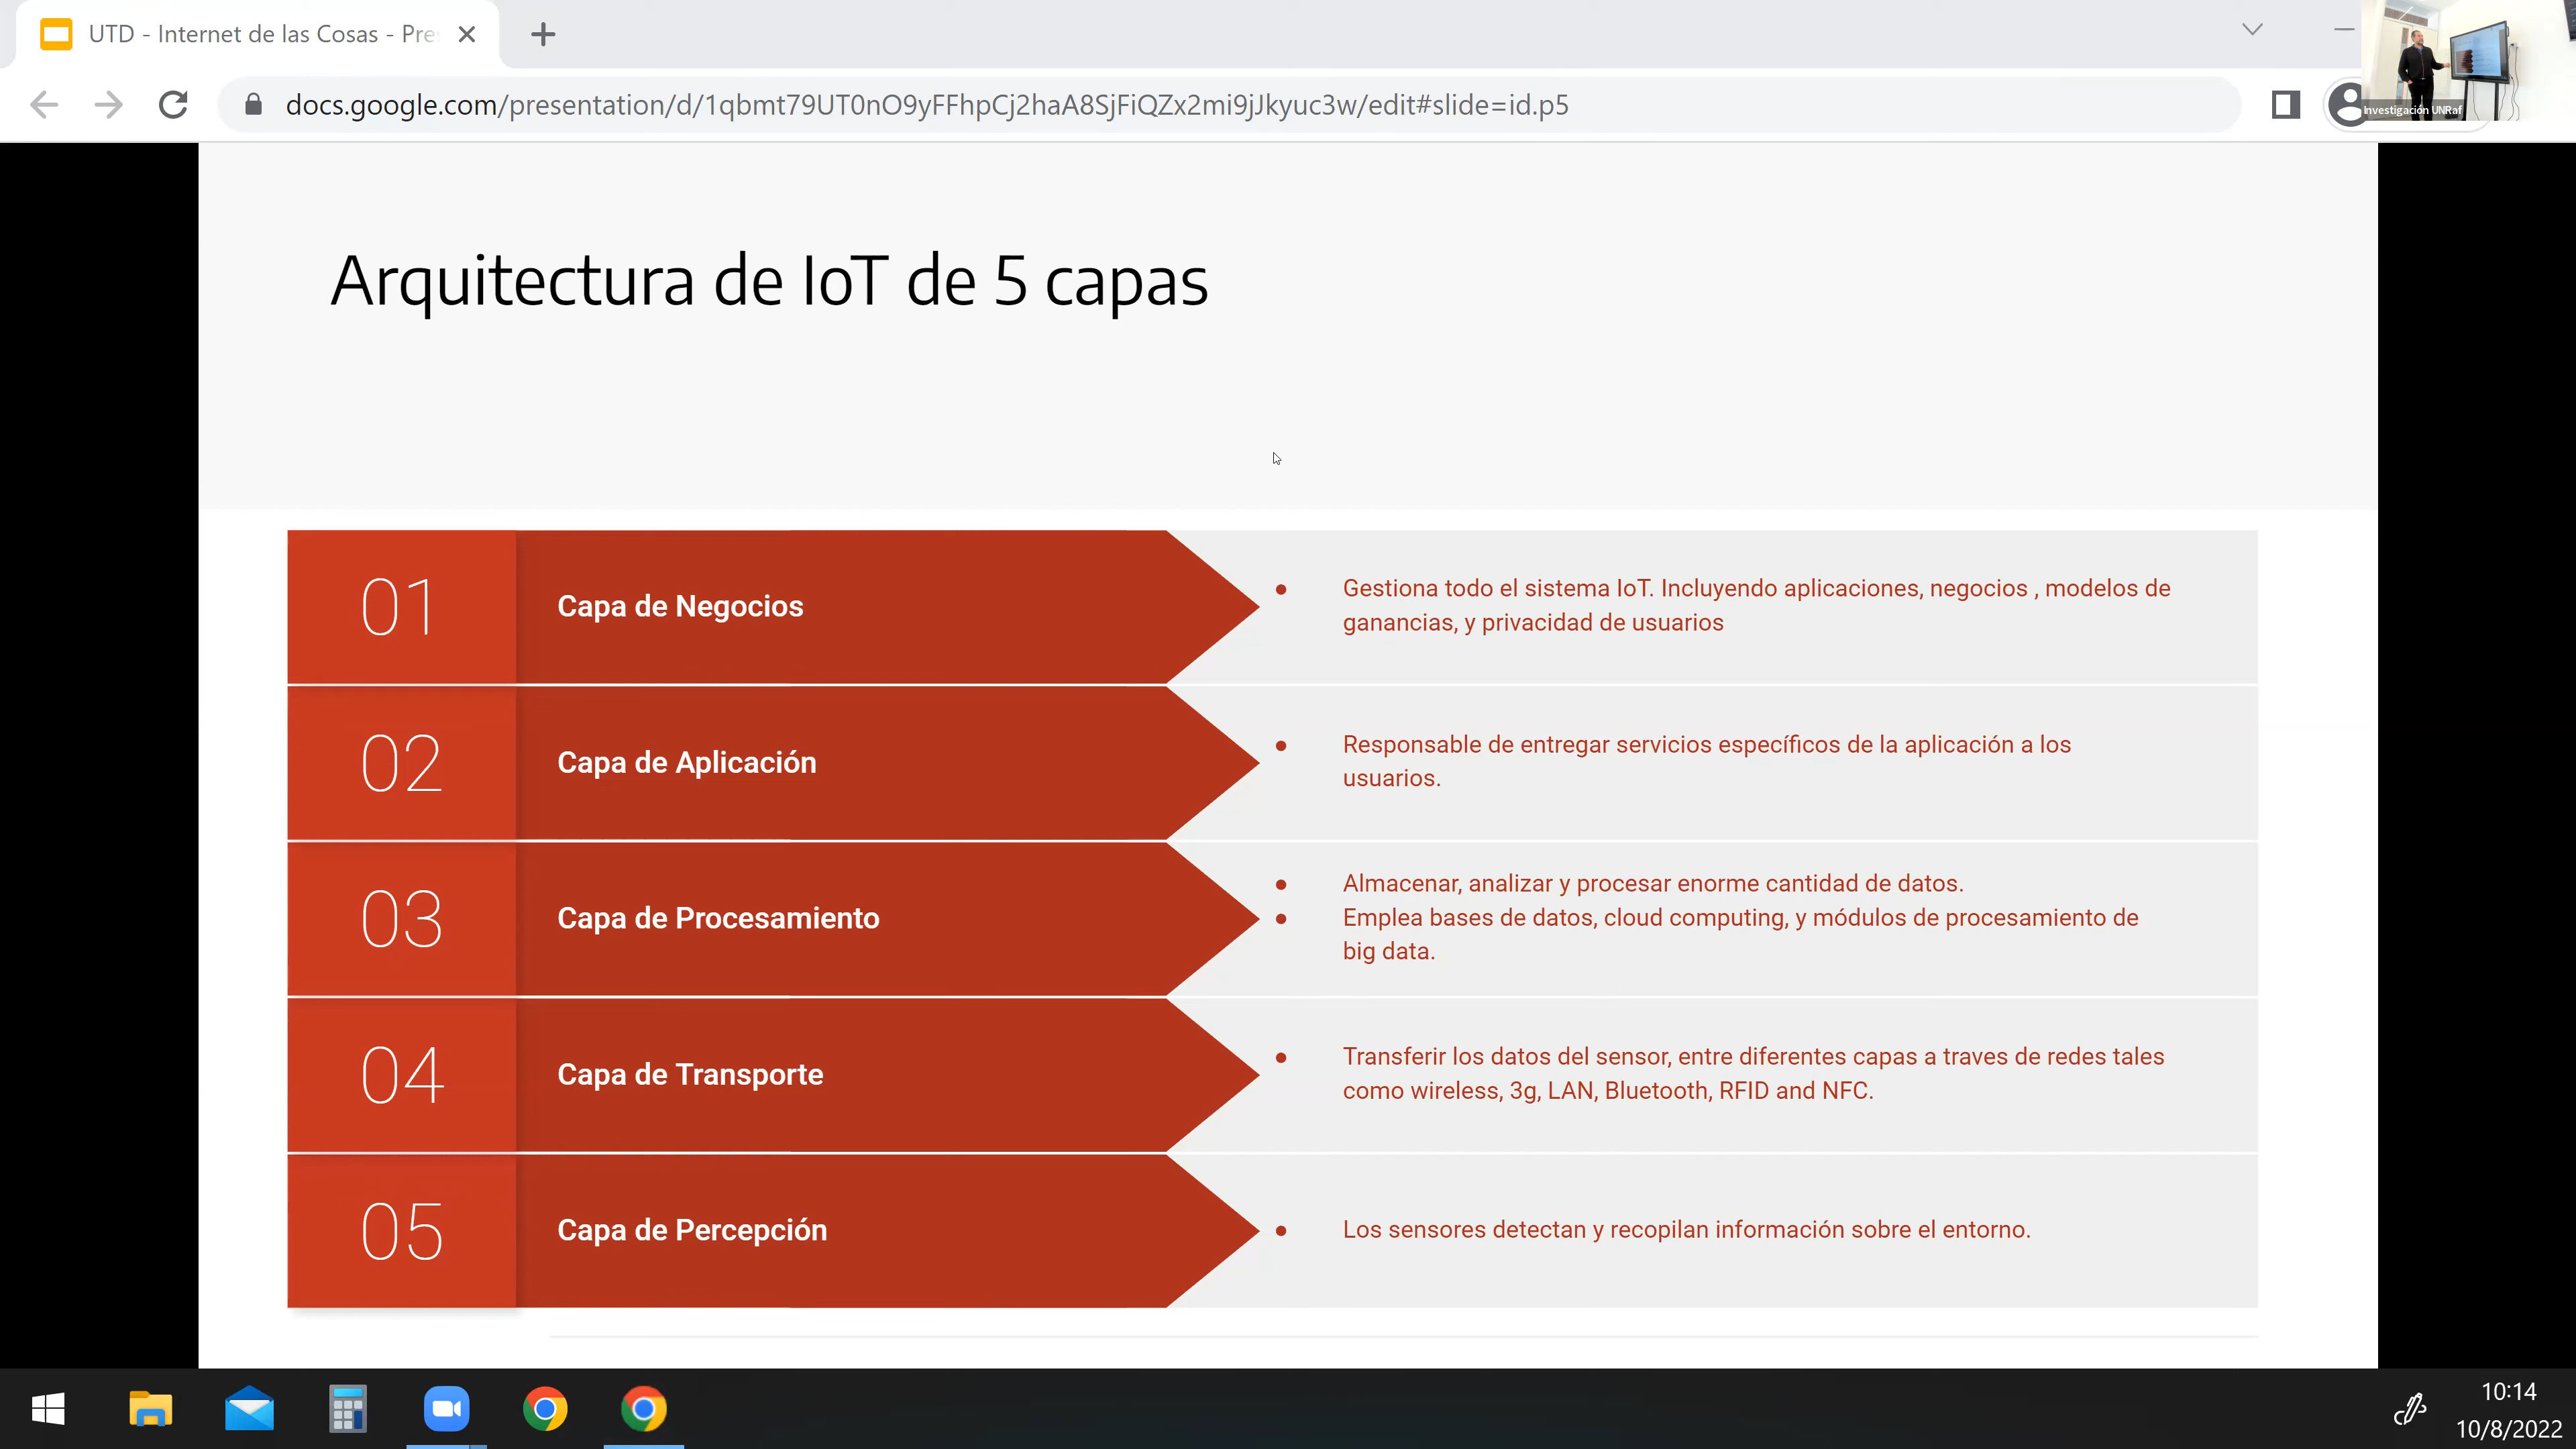 UTD - Internet de las Cosas - Pre
docs.google.com/presentation/d/1qbmt79UT0nO9yFFhpCj2haA8SjFiQZx2mi9jJkyuc3w/edit#slide=id.p5
Investigación UNRaf
Arquitectura de IoT de 5 capas
01
Capa de Negocios
Gestiona todo el sistema IoT. Incluyendo aplicaciones, negocios , modelos de
ganancias, y privacidad de usuarios
02
Capa de Aplicación
Responsable de entregar servicios específicos de la aplicación a los
usuarios.
03
Capa de Procesamiento
Almacenar, analizar y procesar enorme cantidad de datos.
Emplea bases de datos, cloud computing, y módulos de procesamiento de
big data.
04
Capa de Transporte
Transferir los datos del sensor, entre diferentes capas a traves de redes tales
como wireless, 3g, LAN, Bluetooth, RFID and NFC.
05
Capa de Percepción
Los sensores detectan y recopilan información sobre el entorno.
10:14
10/8/2022